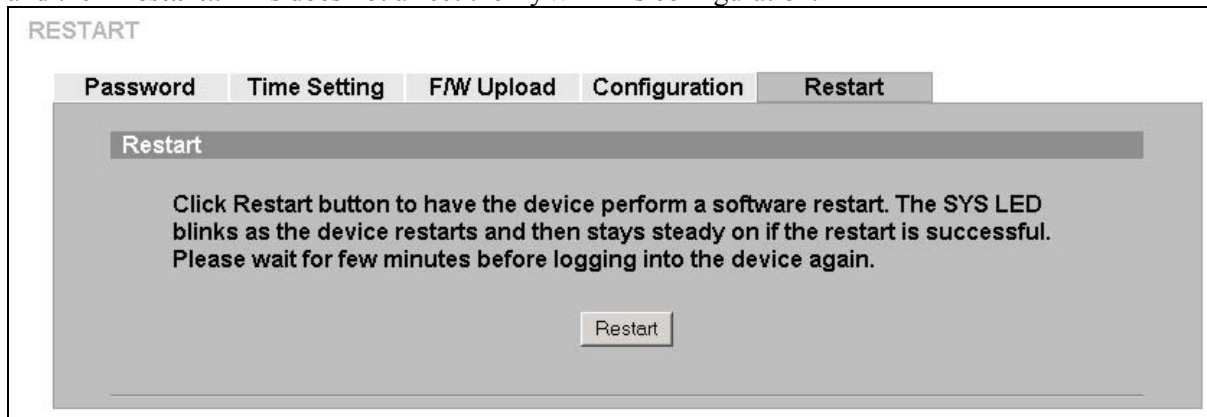 RESTART
Password Time Setting F/W Upload Configuration Restart
Restart
Click Restart button to have the device perform a software restart. The SYS LED
blinks as the device restarts and then stays steady on if the restart is successful.
Please wait for few minutes before logging into the device again.
Restart